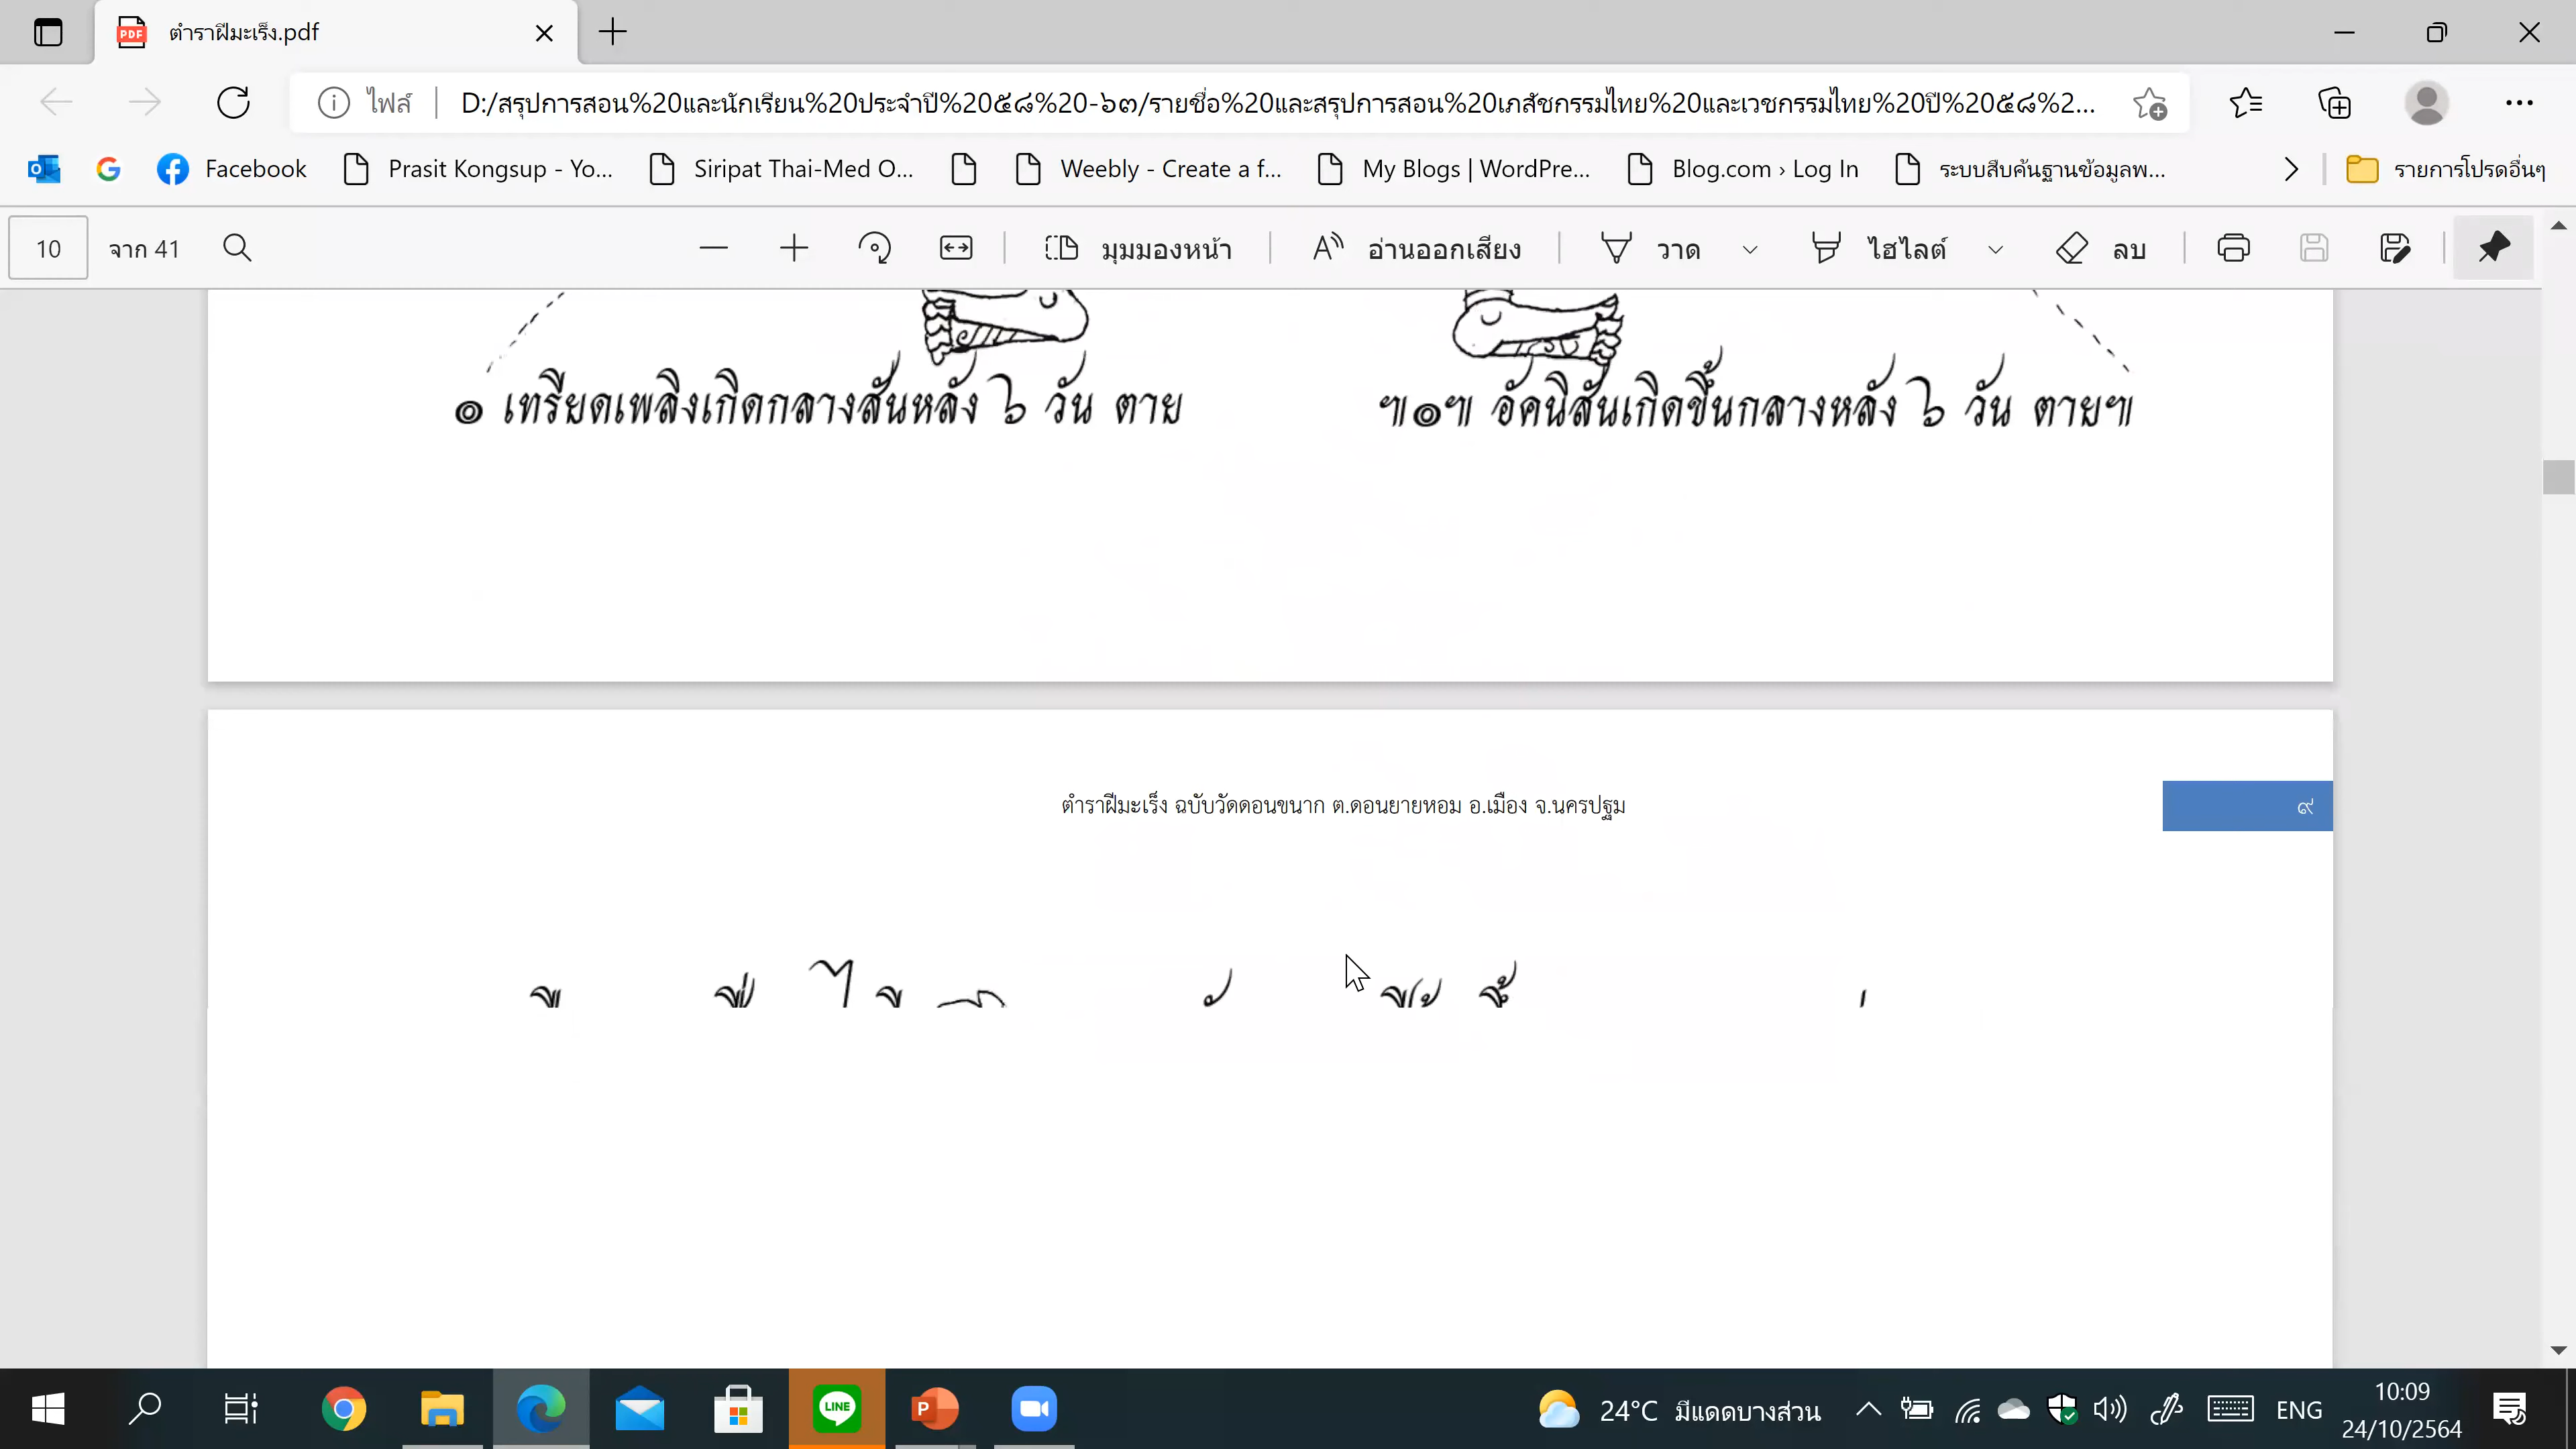 ตำราฝีมะเร็ง.pdf
ไฟล์ D:/สรุปการสอน%20และนักเรียน%20ประจำปี%20๕๘%20-๖๓/รายชื่อ%20และสรุปการสอน%20เภสัชกรรมไทย%20และเวชกรรมไทย%20ปี%20๕๘%2...
Facebook Prasit Kongsup - Yo... Siripat Thai-Med O... Weebly - Create a f... My Blogs | WordPre... Blog.com › Log In ระบบสืบค้นฐานข้อมูลพ... รายการโปรดอื่นๆ
10 จาก 41 มุมมองหน้า อ่านออกเสียง วาด ไฮไลต์ ลบ
๏ เทรียดเพลิงเกิดกลางสันหลัง ๖ วัน ตาย
ฯ๏ฯ อัคนิสันเกิดขึ้นกลางหลัง ๖ วัน ตายฯ
ตำราฝีมะเร็ง ฉบับวัดดอนขนาก ต.ดอนยายหอม อ.เมือง จ.นครปฐม ๙
24°C มีแดดบางส่วน ENG 10:09
24/10/2564